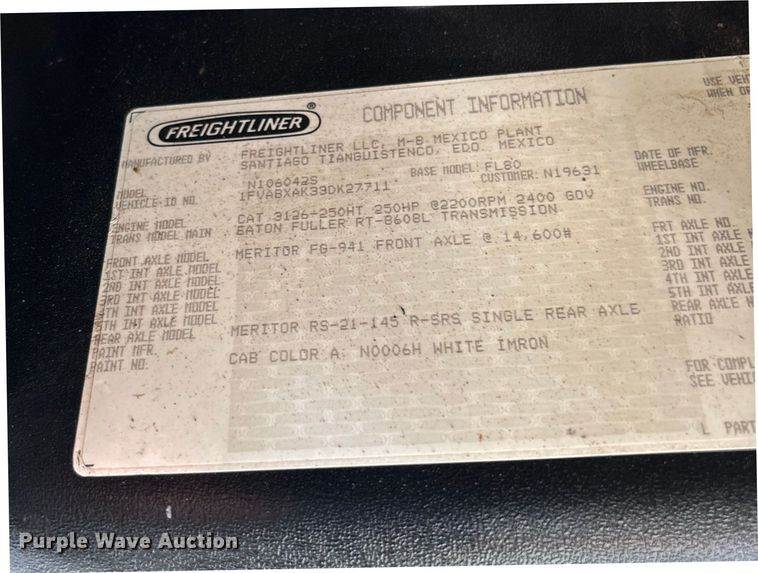 FREIGHTLINER ®
COMPONENT INFORMATION
USE VEH
WHEN OR
MANUFACTURED BY FREIGHTLINER LLC, M-B MEXICO PLANT
SANTIAGO TIANGUISTENCO, EDO. MEXICO
MODEL N106042S BASE MODEL: FL80 DATE OF MFR.
VEHICLE ID NO. 1FVABXAK33DK27711 CUSTOMER: N19631 WHEELBASE
ENGINE MODEL CAT 3126-250HT 250HP @2200RPM 2400 GOV ENGINE NO.
TRANS MODEL MAIN EATON FULLER RT-8608L TRANSMISSION TRANS NO.
FRONT AXLE MODEL MERITOR FG-941 FRONT AXLE @ 14,600# FRT AXLE NO.
1ST INT AXLE MODEL 1ST INT AXLE N
2ND INT AXLE MODEL 2ND INT AXLE N
3RD INT AXLE MODEL 3RD INT AXLE N
4TH INT AXLE MODEL 4TH INT AXLE
5TH INT AXLE MODEL 5TH INT AXLE
REAR AXLE MODEL MERITOR RS-21-145 R-SRS SINGLE REAR AXLE REAR AXLE N
PAINT MFR. RATIO
PAINT NO. CAB COLOR A: N0006H WHITE IMRON
FOR COMPL
SEE VEHI
L PART
Purple Wave Auction